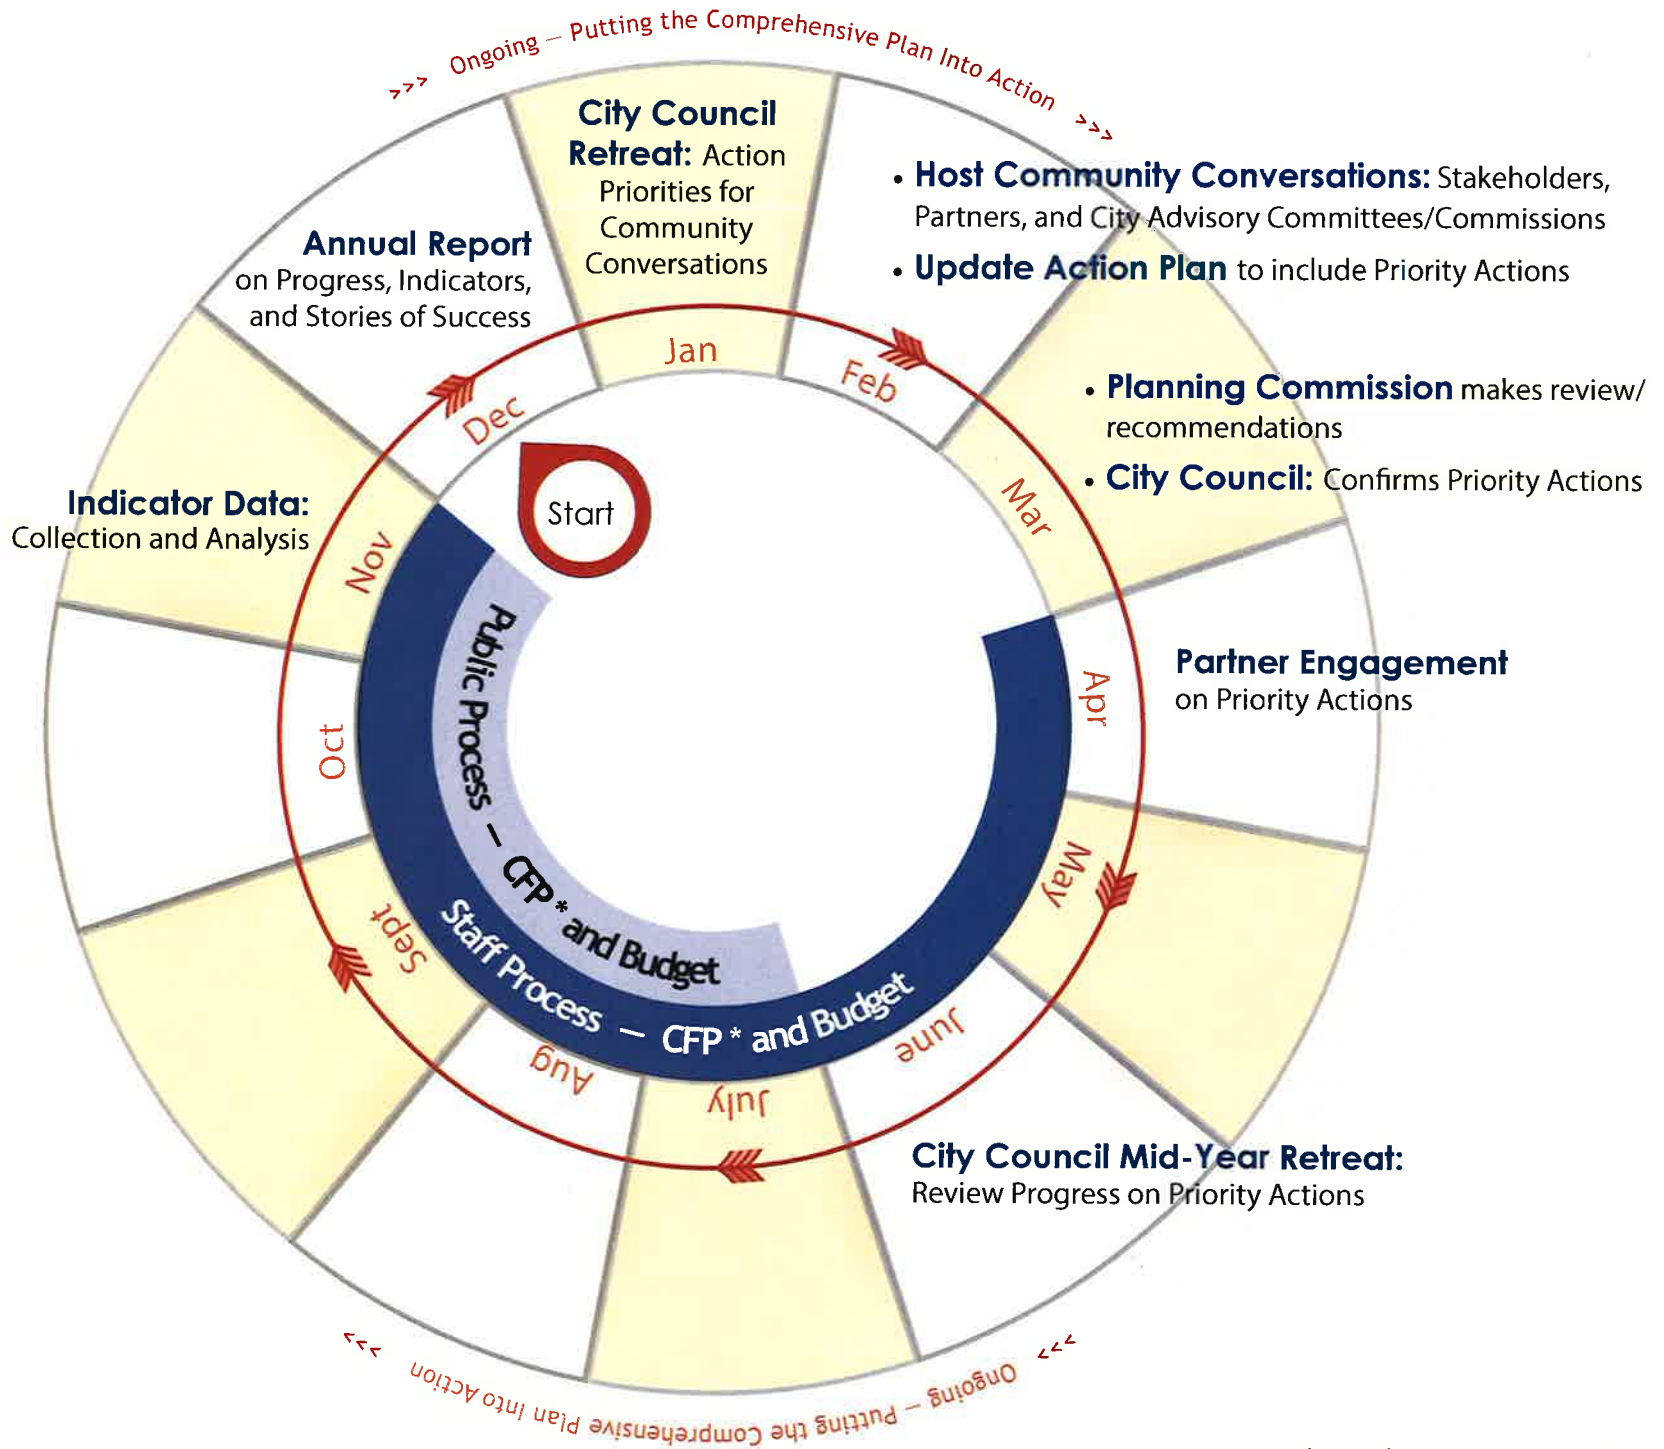 >>> Ongoing – Putting the Comprehensive Plan Into Action >>>
City Council
Retreat: Action
Priorities for
Community
Conversations
• Host Community Conversations: Stakeholders,
Partners, and City Advisory Committees/Commissions
• Update Action Plan to include Priority Actions
Annual Report
on Progress, Indicators,
and Stories of Success
Jan
Feb
Dec
• Planning Commission makes review/
recommendations
• City Council: Confirms Priority Actions
Mar
Start
Indicator Data:
Collection and Analysis
Nov
Partner Engagement
on Priority Actions
Apr
Oct
May
Sept
June
Aug
July
Public Process – CFP* and Budget
Staff Process – CFP* and Budget
City Council Mid-Year Retreat:
Review Progress on Priority Actions
>>> Ongoing – Putting the Comprehensive Plan Into Action >>>